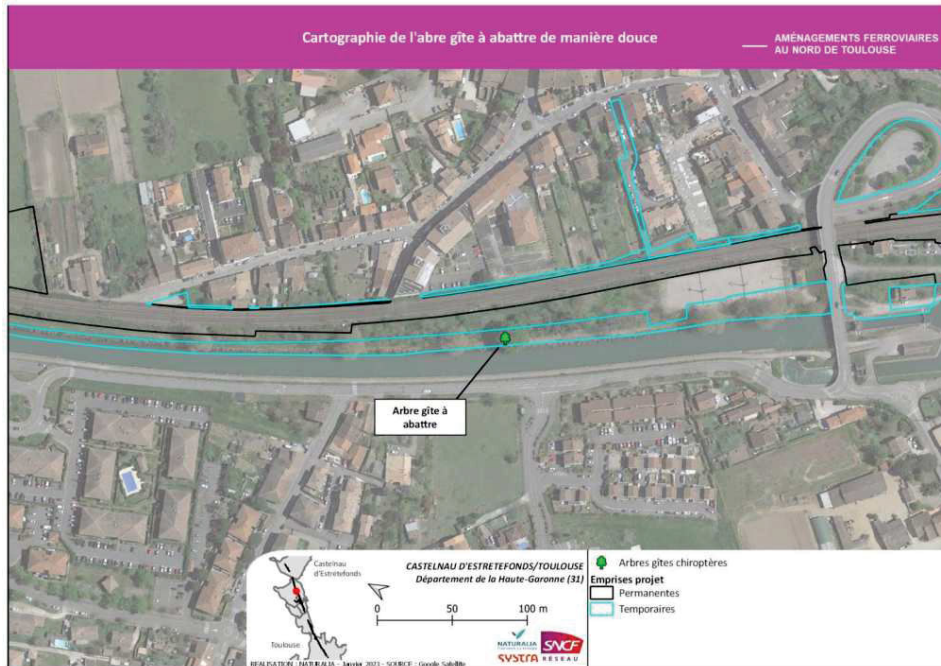 Cartographie de l'abre gîte à abattre de manière douce
AMÉNAGEMENTS FERROVIAIRES
AU NORD DE TOULOUSE
Arbre gîte à
abattre
Castelnau
d'Estretefonds
Toulouse
CASTELNAU D'ESTRETEFONDS/TOULOUSE
Département de la Haute-Garonne (31)
0 50 100 m
NATURALIA
SYSTRA
SNCF
RÉSEAU
REALISATION : NATURALIA - Janvier 2023 - SOURCE : Google Satellite
Arbres gîtes chiroptères
Emprises projet
Permanentes
Temporaires